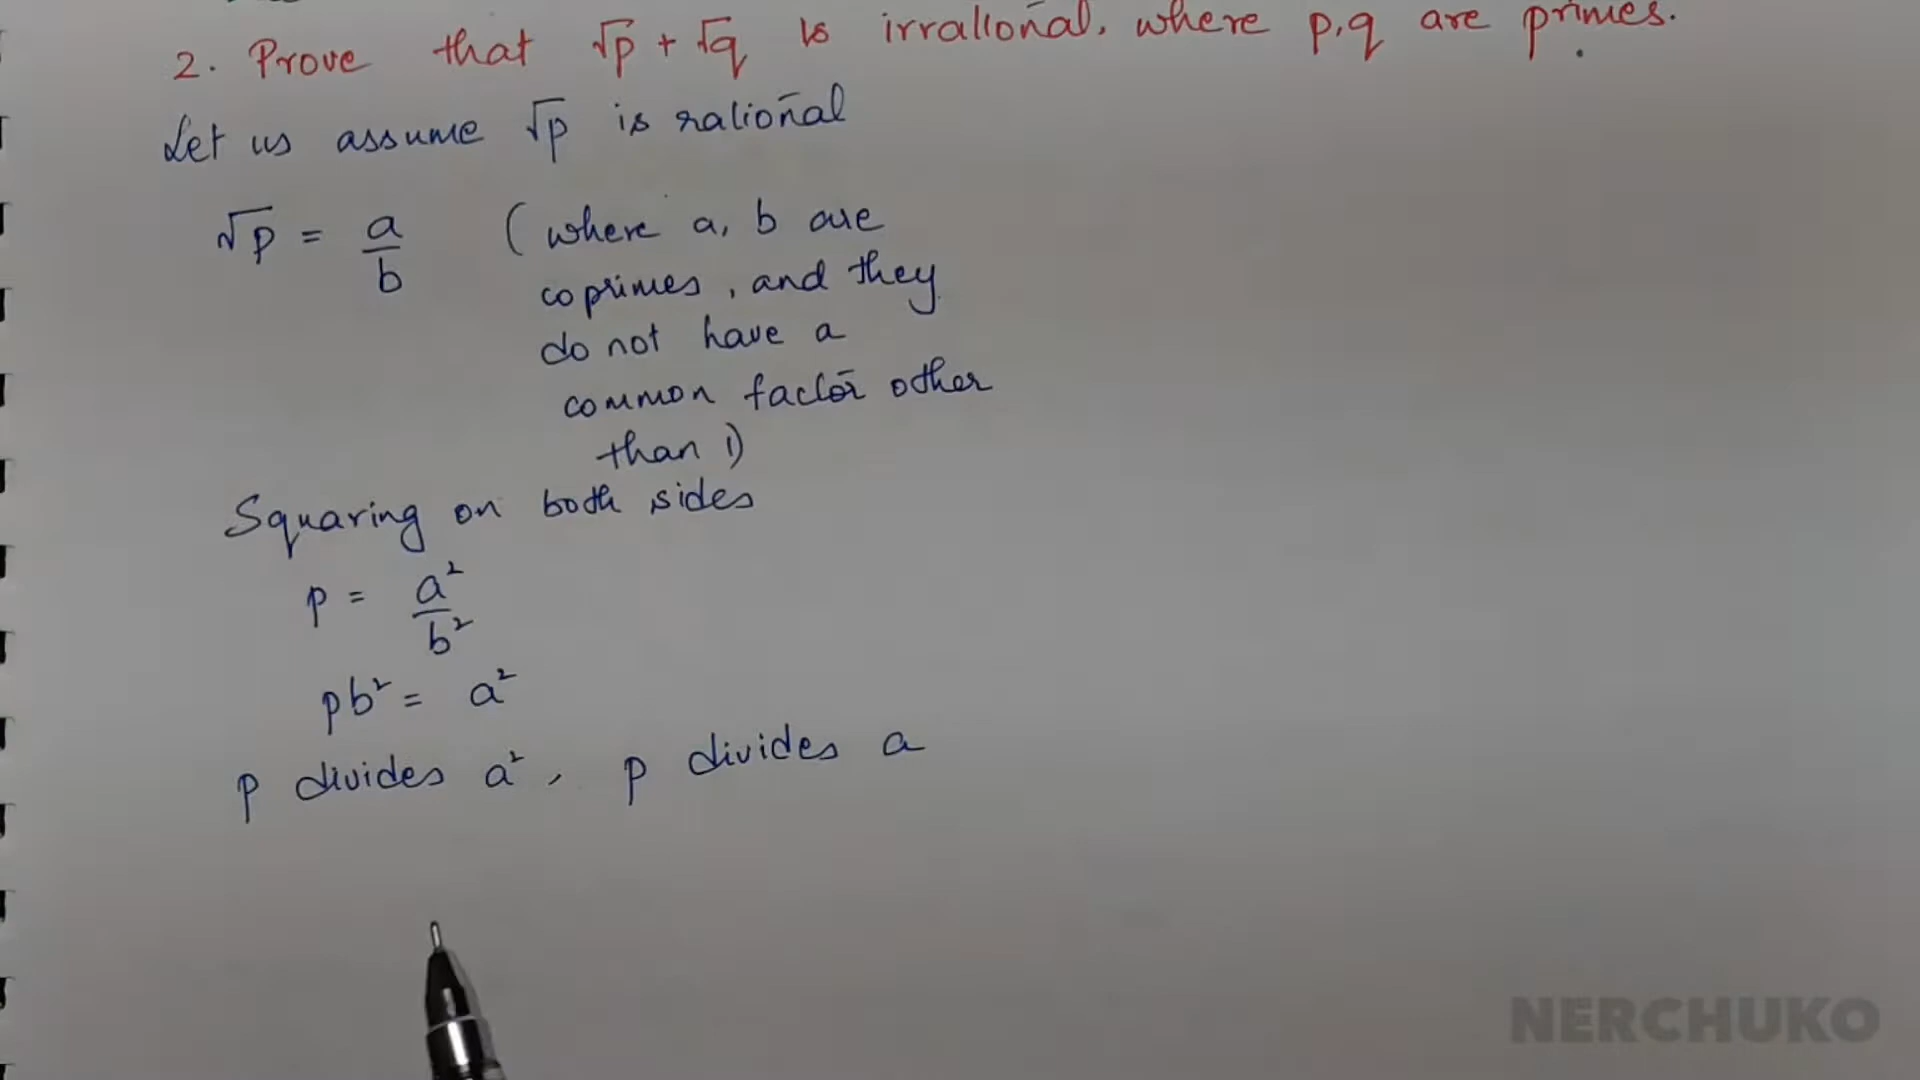 2. Prove that √p + √q is irrational, where p,q are primes.
Let us assume √p is rational
√p = a/b (where a, b are
coprimes, and they
do not have a
common factor other
than 1)
Squaring on both sides
p = a²/b²
pb² = a²
p divides a², p divides a
NERCHUKO